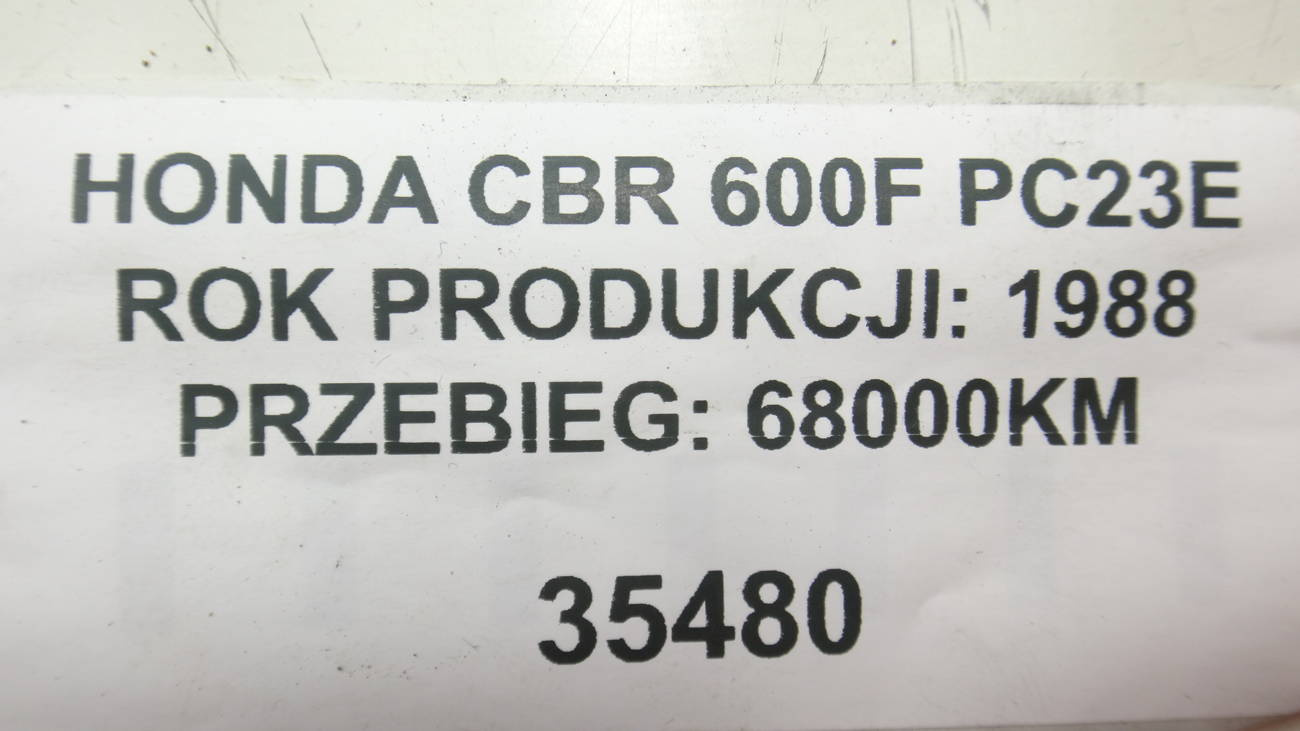 HONDA CBR 600F PC23E
ROK PRODUKCJI: 1988
PRZEBIEG: 68000KM
35480